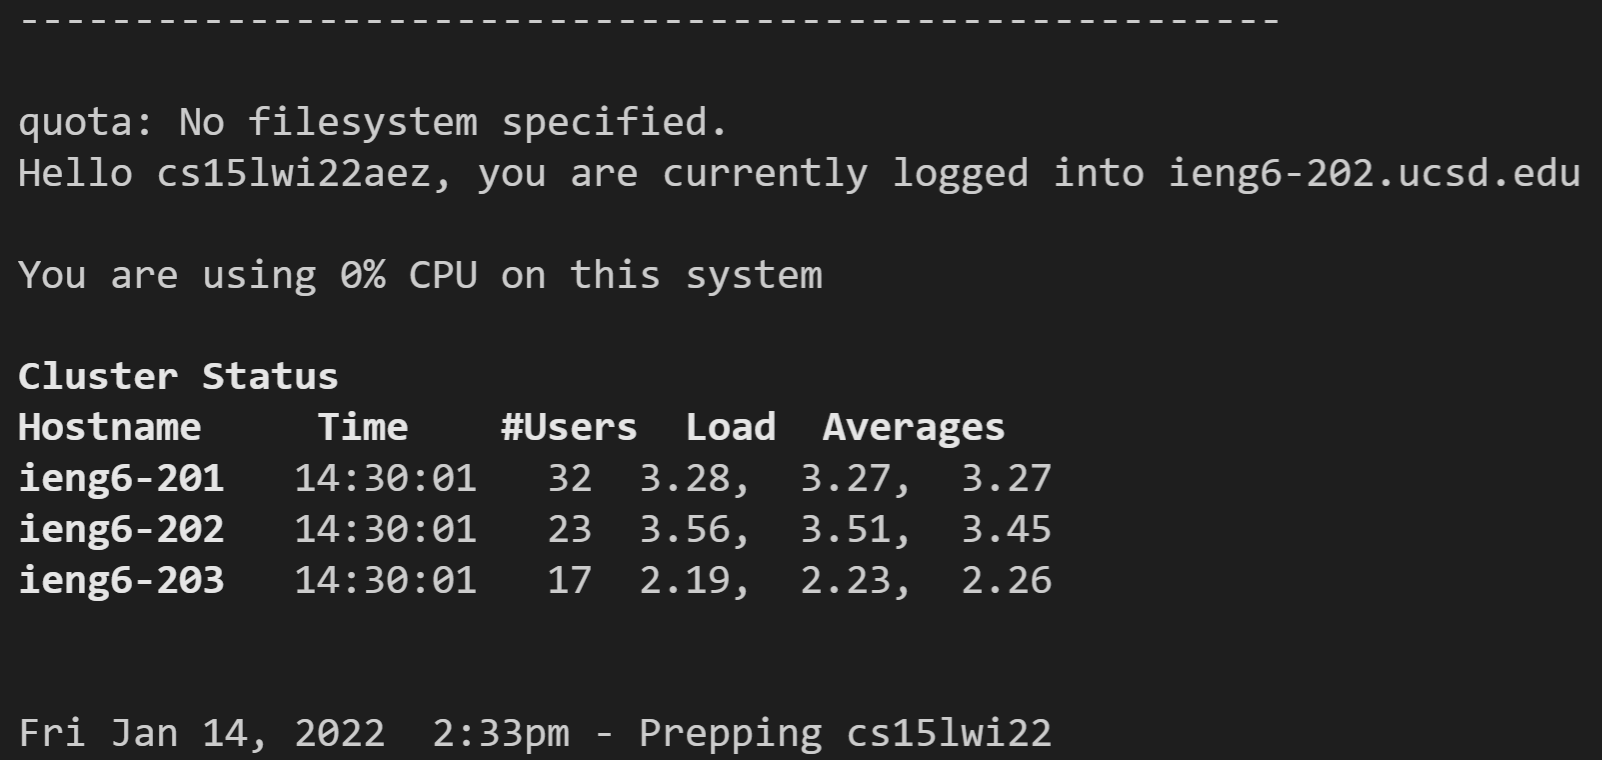 -------------------------------------------------------
quota: No filesystem specified.
Hello cs15lwi22aez, you are currently logged into ieng6-202.ucsd.edu
You are using 0% CPU on this system
Cluster Status
Hostname     Time    #Users  Load  Averages
ieng6-201   14:30:01   32  3.28,  3.27,  3.27
ieng6-202   14:30:01   23  3.56,  3.51,  3.45
ieng6-203   14:30:01   17  2.19,  2.23,  2.26
Fri Jan 14, 2022  2:33pm - Prepping cs15lwi22